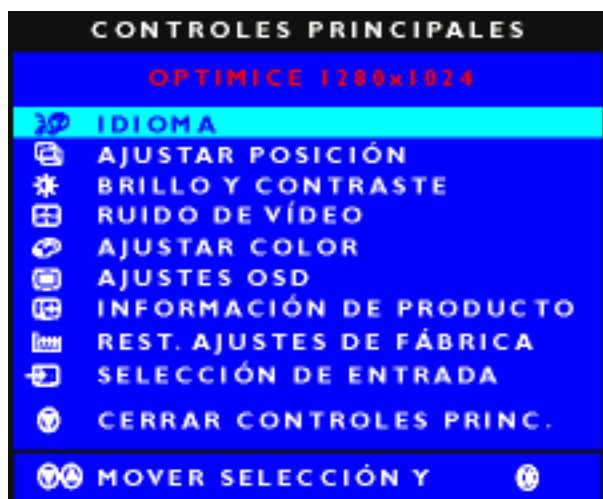 CONTROLES PRINCIPALES
OPTIMICE 1280x1024
IDIOMA
AJUSTAR POSICIÓN
BRILLO Y CONTRASTE
RUIDO DE VÍDEO
AJUSTAR COLOR
AJUSTES OSD
INFORMACIÓN DE PRODUCTO
REST. AJUSTES DE FÁBRICA
SELECCIÓN DE ENTRADA
CERRAR CONTROLES PRINC.
MOVER SELECCIÓN Y